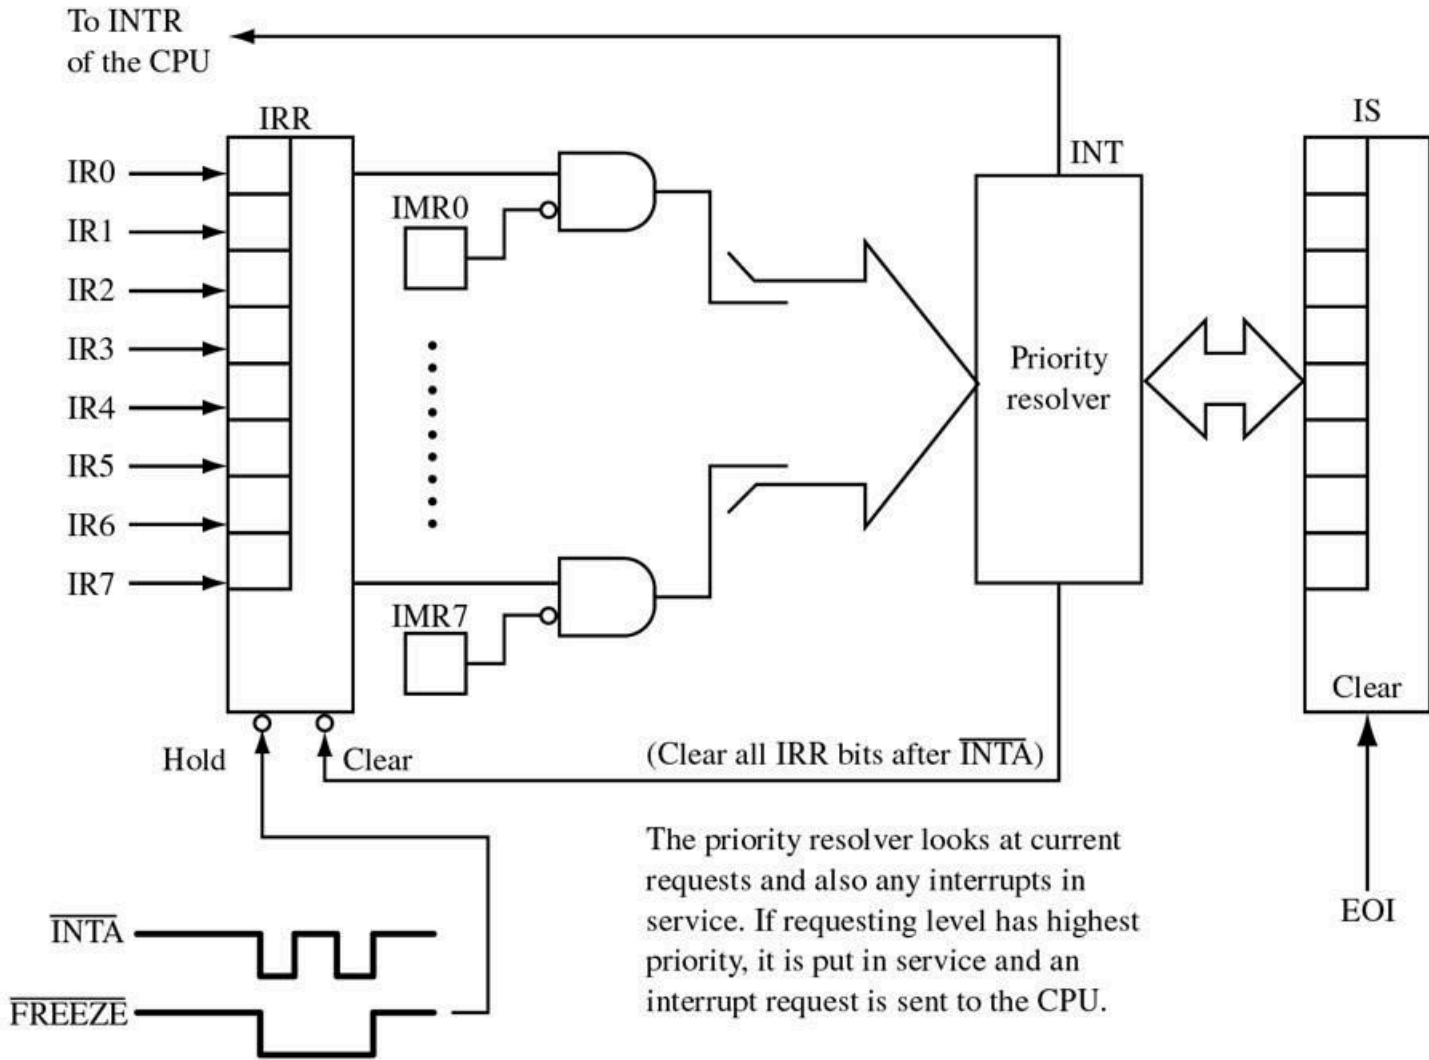 To INTR
of the CPU
IRR
IS
INT
IR0
IR1
IR2
IR3
IR4
IR5
IR6
IR7
IMR0
IMR7
Priority
resolver
Clear
Hold
Clear
(Clear all IRR bits after I̅N̅T̅A̅)
The priority resolver looks at current
requests and also any interrupts in
service. If requesting level has highest
priority, it is put in service and an
interrupt request is sent to the CPU.
EOI
I̅N̅T̅A̅
F̅R̅E̅E̅Z̅E̅